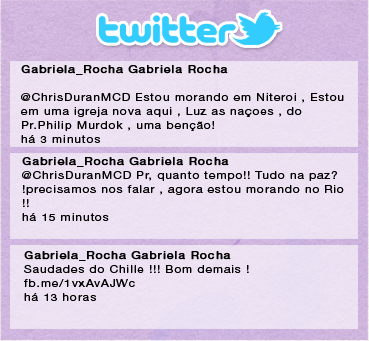 twitter
Gabriela_Rocha Gabriela Rocha
@ChrisDuranMCD Estou morando em Niteroi , Estou
em uma igreja nova aqui , Luz as naçoes , do
Pr.Philip Murdok , uma benção!
há 3 minutos
Gabriela_Rocha Gabriela Rocha
@ChrisDuranMCD Pr, quanto tempo!! Tudo na paz?
!precisamos nos falar , agora estou morando no Rio
!!
há 15 minutos
Gabriela_Rocha Gabriela Rocha
Saudades do Chille !!! Bom demais !
fb.me/1vxAvAJWc
há 13 horas